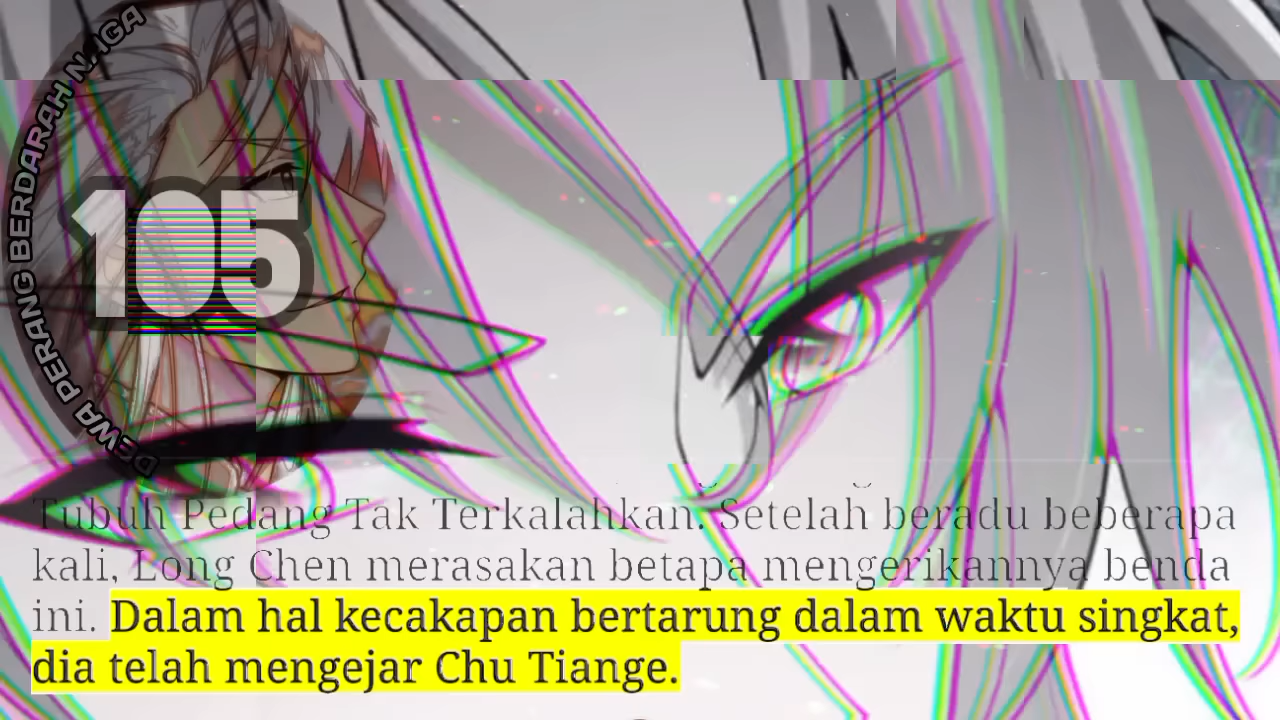 DEWA PERANG BERDARAH NAGA
105
Tubuh Pedang Tak Terkalahkan. Setelah beradu beberapa
kali, Long Chen merasakan betapa mengerikannya benda
ini. Dalam hal kecakapan bertarung dalam waktu singkat,
dia telah mengejar Chu Tiange.